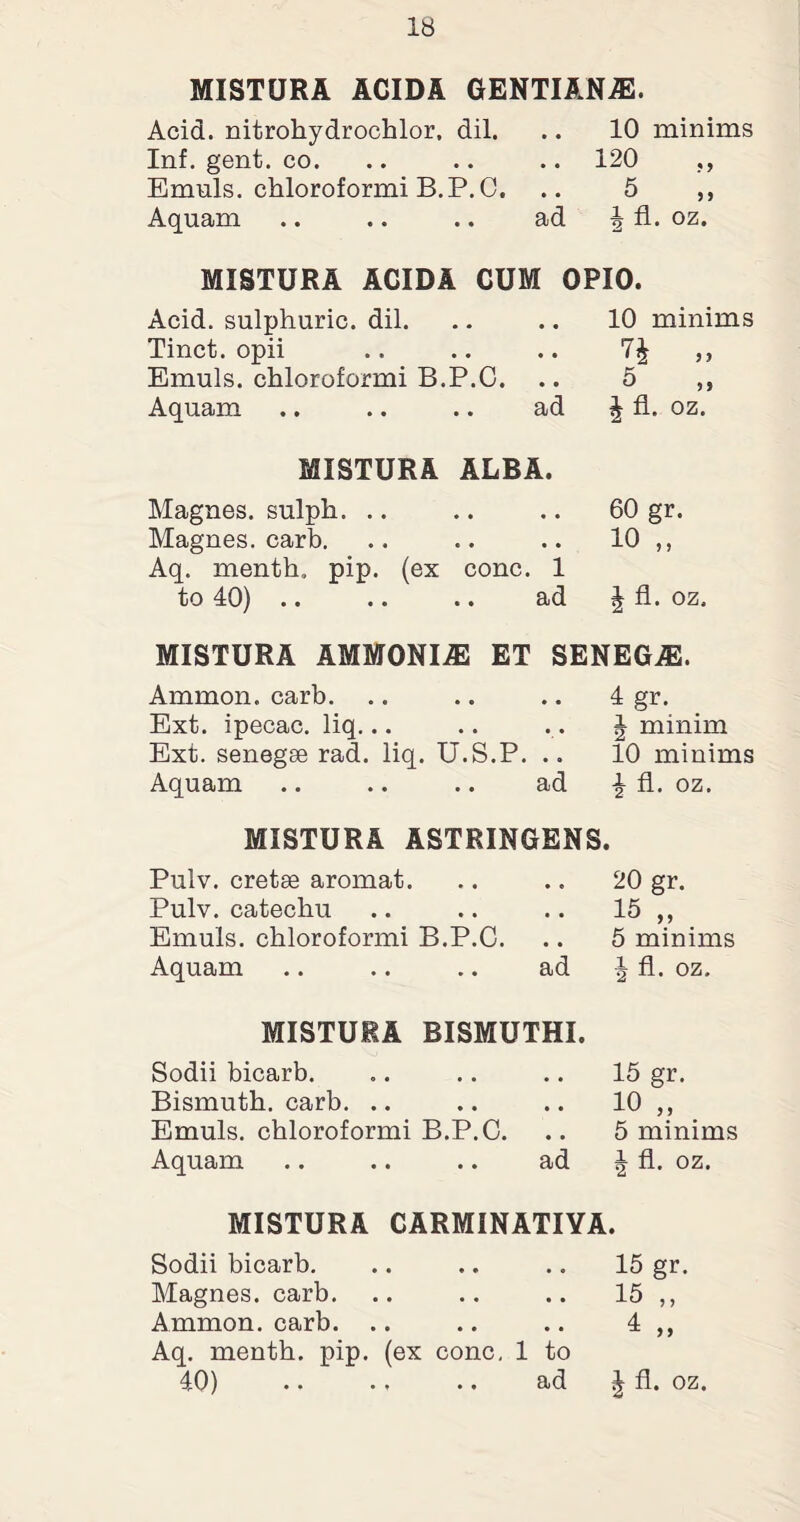 18
MISTURA ACIDA GENTIANÆ.
Acid. nitrohydrochlor. dil. .. 10 minims
Inf. gent. co. .. .. .. 120 ,,
Emuls. chloroformi B.P.C. .. 5 ,,
Aquam .. .. .. ad ½ fl. oz.
MISTURA ACIDA CUM OPIO.
Acid. sulphuric. dil. .. .. 10 minims
Tinct. opii .. .. .. 7½ ,,
Emuls. chloroformi B.P.C. .. 5 ,,
Aquam .. .. .. ad ½ fl. oz.
MISTURA ALBA.
Magnes. sulph. .. .. .. 60 gr.
Magnes. carb. .. .. .. 10 ,,
Aq. menth. pip. (ex conc. 1
to 40) .. .. .. ad ½ fl. oz.
MISTURA AMMONIÆ ET SENEGÆ.
Ammon. carb. .. .. .. 4 gr.
Ext. ipecac. liq... .. .. ½ minim
Ext. senegæ rad. liq. U.S.P. .. 10 minims
Aquam .. .. .. ad ½ fl. oz.
MISTURA ASTRINGENS.
Pulv. cretæ aromat. .. .. 20 gr.
Pulv. catechu .. .. .. 15 ,,
Emuls. chloroformi B.P.C. .. 5 minims
Aquam .. .. .. ad ½ fl. oz.
MISTURA BISMUTHI.
Sodii bicarb. .. .. .. 15 gr.
Bismuth. carb. .. .. .. 10 ,,
Emuls. chloroformi B.P.C. .. 5 minims
Aquam .. .. .. ad ½ fl. oz.
MISTURA CARMINATIVA.
Sodii bicarb. .. .. .. 15 gr.
Magnes. carb. .. .. .. 15 ,,
Ammon. carb. .. .. .. 4 ,,
Aq. menth. pip. (ex conc. 1 to
40) .. .. .. ad ½ fl. oz.